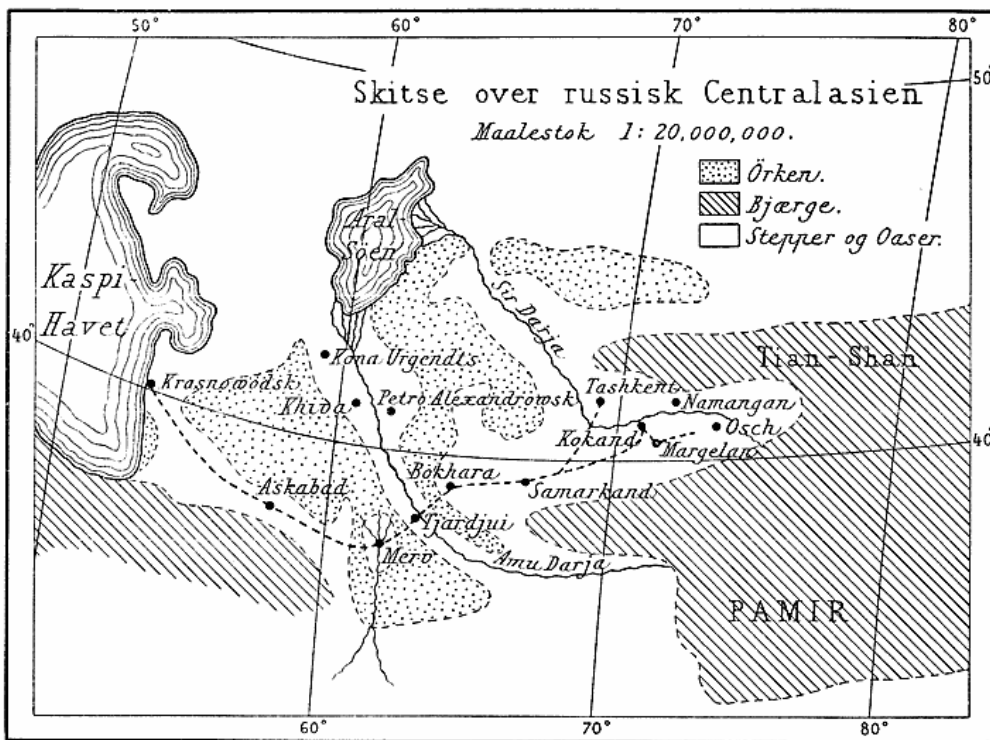 50° 60° 70° 80°
Skitse over russisk Centralasien
Maalestok 1: 20,000,000.
50°
Örken.
Bjærge.
Stepper og Oaser.
Aral
Söen
Kaspi-
Havet
Sir Darja
40°
Tian-Shan
Kona Urgendts
Krasnowodsk
Khiva
Petro Alexandrowsk
Tashkent
Namangan
Kokand
Osch
40°
Margelan
Bokhara
Samarkand
Askabad
Tjardjui
Merv
Amu Darja
PAMIR
60° 70° 80°